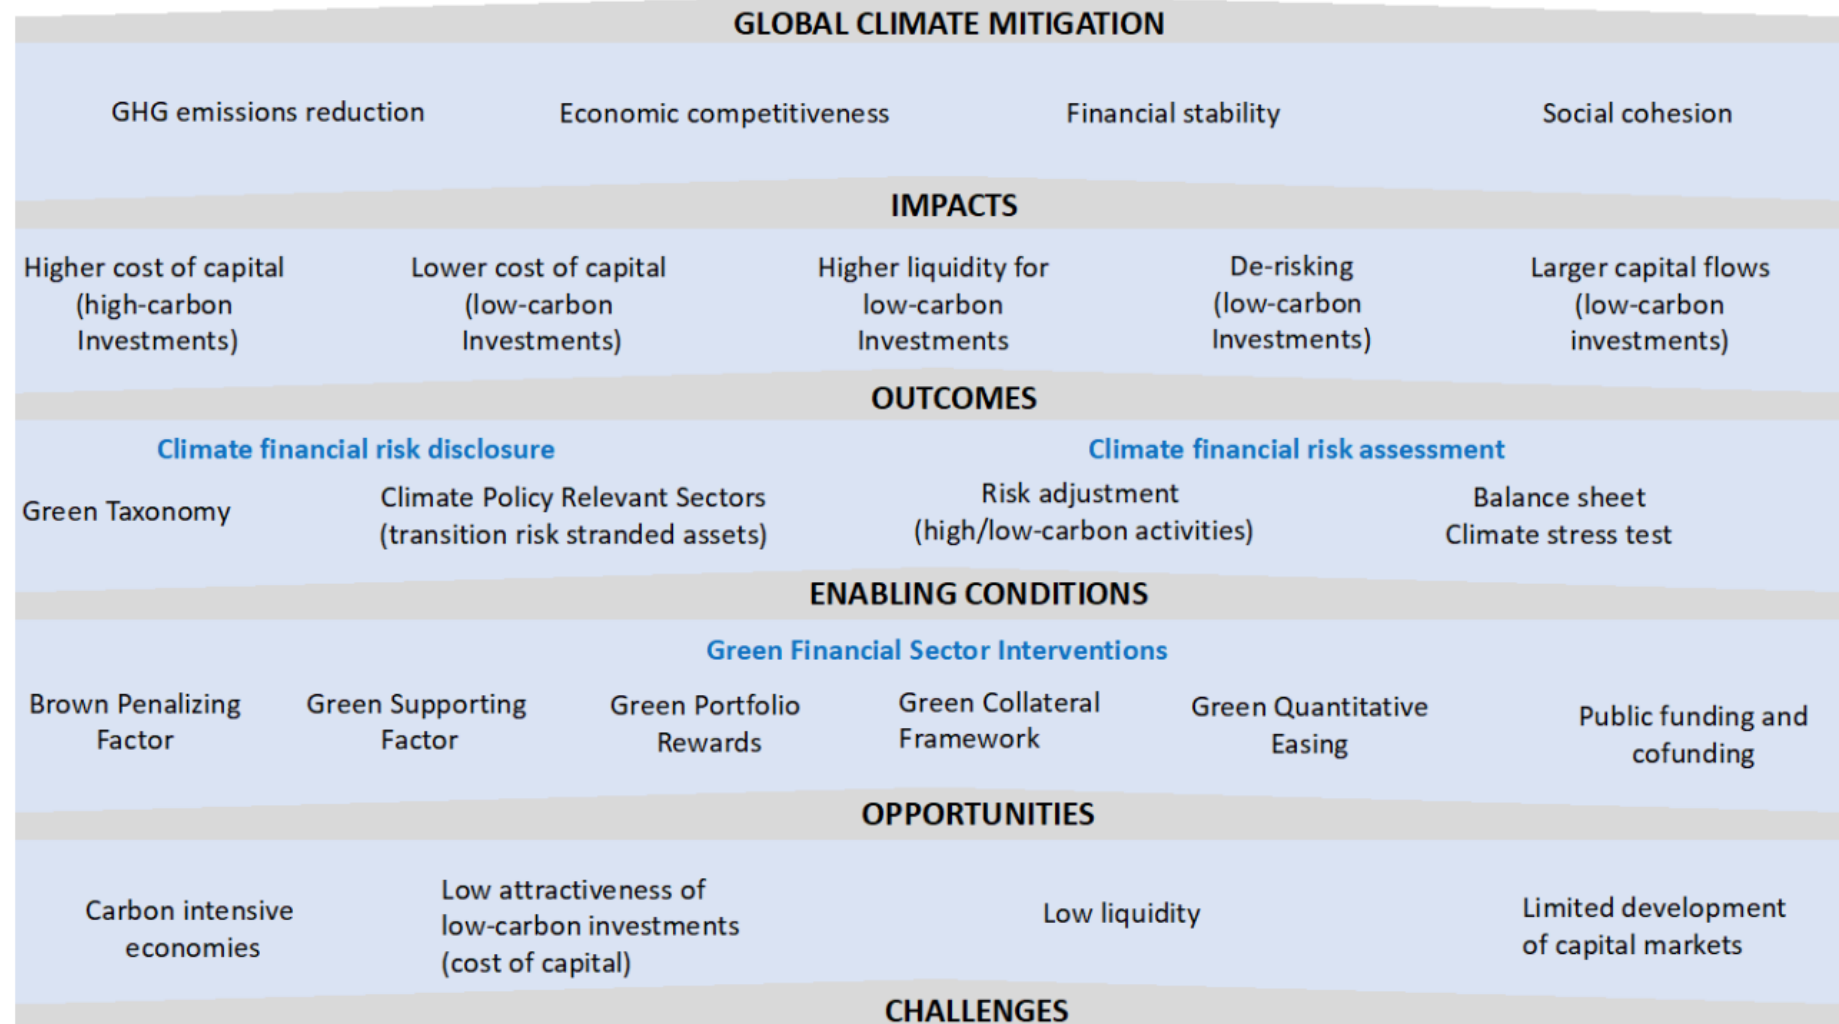 GLOBAL CLIMATE MITIGATION
GHG emissions reduction
Economic competitiveness
Financial stability
Social cohesion
IMPACTS
Higher cost of capital
(high-carbon
Investments)
Lower cost of capital
(low-carbon
Investments)
Higher liquidity for
low-carbon
Investments
De-risking
(low-carbon
Investments)
Larger capital flows
(low-carbon
investments)
OUTCOMES
Climate financial risk disclosure
Climate financial risk assessment
Green Taxonomy
Climate Policy Relevant Sectors
(transition risk stranded assets)
Risk adjustment
(high/low-carbon activities)
Balance sheet
Climate stress test
ENABLING CONDITIONS
Green Financial Sector Interventions
Brown Penalizing
Factor
Green Supporting
Factor
Green Portfolio
Rewards
Green Collateral
Framework
Green Quantitative
Easing
Public funding and
cofunding
OPPORTUNITIES
Carbon intensive
economies
Low attractiveness of
low-carbon investments
(cost of capital)
Low liquidity
Limited development
of capital markets
CHALLENGES